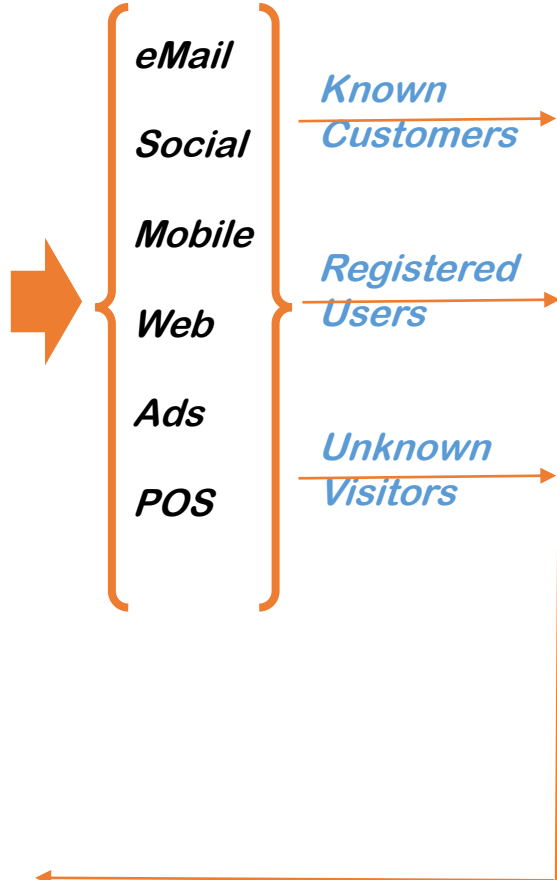 eMail
Social
Mobile
Web
Ads
POS
Known
Customers
Registered
Users
Unknown
Visitors